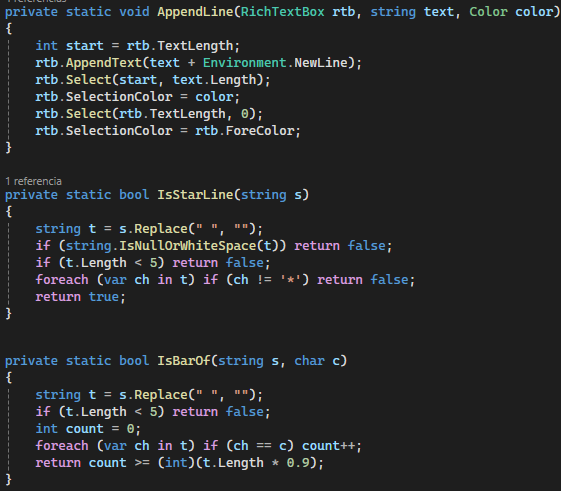 4 referencias
private static void AppendLine(RichTextBox rtb, string text, Color color)
{
    int start = rtb.TextLength;
    rtb.AppendText(text + Environment.NewLine);
    rtb.Select(start, text.Length);
    rtb.SelectionColor = color;
    rtb.Select(rtb.TextLength, 0);
    rtb.SelectionColor = rtb.ForeColor;
}
1 referencia
private static bool IsStarLine(string s)
{
    string t = s.Replace(" ", "");
    if (string.IsNullOrWhiteSpace(t)) return false;
    if (t.Length < 5) return false;
    foreach (var ch in t) if (ch != '*') return false;
    return true;
}
private static bool IsBarOf(string s, char c)
{
    string t = s.Replace(" ", "");
    if (t.Length < 5) return false;
    int count = 0;
    foreach (var ch in t) if (ch == c) count++;
    return count >= (int)(t.Length * 0.9);
}